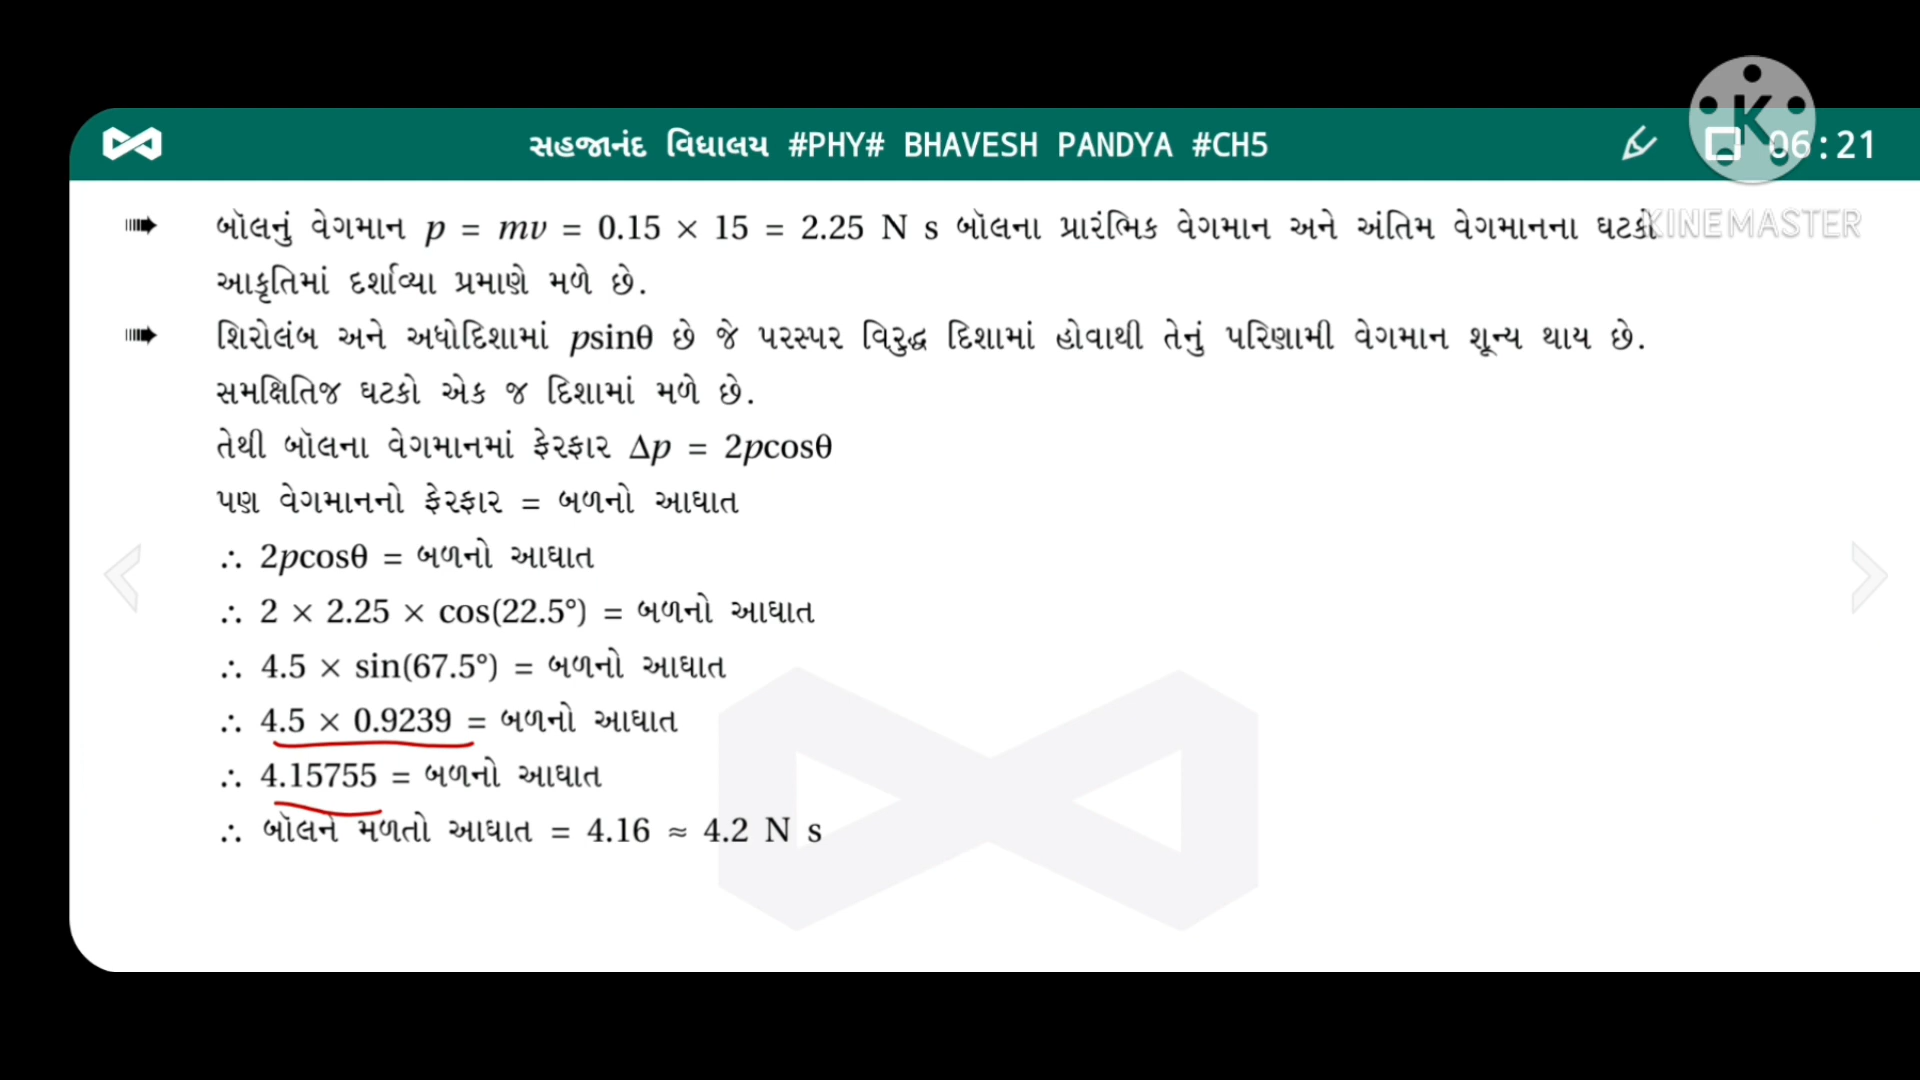 સહજાનંદ વિદ્યાલય #PHY# BHAVESH PANDYA #CH5
06:21
K
KINEMASTER
બૉલનું વેગમાન p = mv = 0.15 × 15 = 2.25 N s બૉલના પ્રારંભિક વેગમાન અને અંતિમ વેગમાનના ઘટકો
આકૃતિમાં દર્શાવ્યા પ્રમાણે મળે છે.
શિરોલંબ અને અધોદિશામાં psinθ છે જે પરસ્પર વિરુદ્ધ દિશામાં હોવાથી તેનું પરિણામી વેગમાન શૂન્ય થાય છે.
સમક્ષિતિજ ઘટકો એક જ દિશામાં મળે છે.
તેથી બૉલના વેગમાનમાં ફેરફાર Δp = 2pcosθ
પણ વેગમાનનો ફેરફાર = બળનો આઘાત
∴ 2pcosθ = બળનો આઘાત
∴ 2 × 2.25 × cos(22.5°) = બળનો આઘાત
∴ 4.5 × sin(67.5°) = બળનો આઘાત
∴ 4.5 × 0.9239 = બળનો આઘાત
∴ 4.15755 = બળનો આઘાત
∴ બૉલને મળતો આઘાત = 4.16 ≈ 4.2 N s